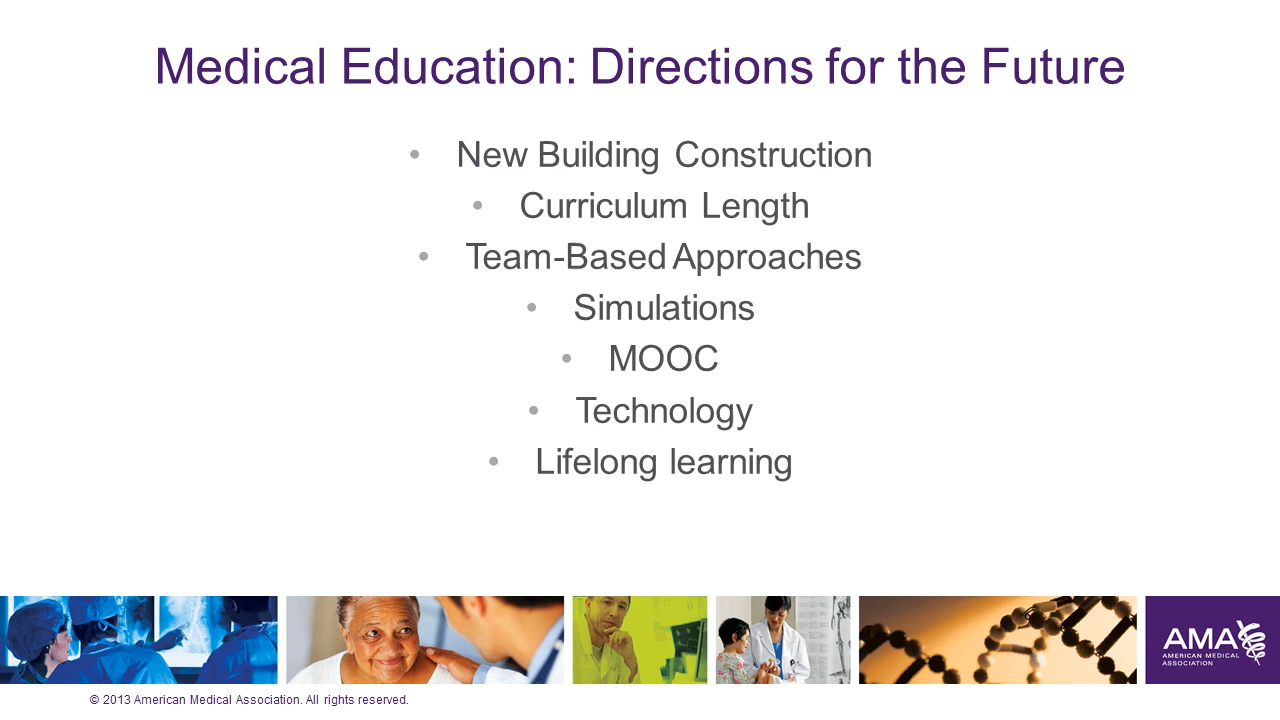 Medical Education: Directions for the Future
• New Building Construction
• Curriculum Length
• Team-Based Approaches
• Simulations
• MOOC
• Technology
• Lifelong learning
AMA
AMERICAN MEDICAL
ASSOCIATION
© 2013 American Medical Association. All rights reserved.